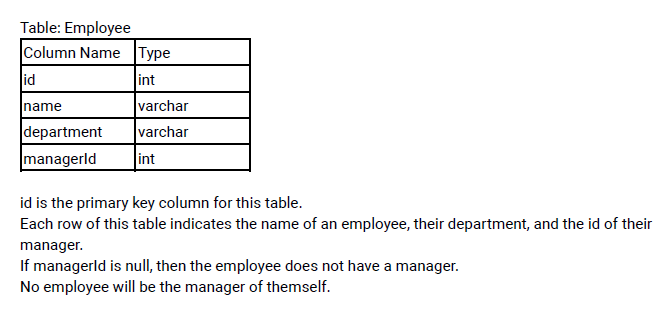 Table: Employee
Column Name Type
id int
name varchar
department varchar
managerId int
id is the primary key column for this table.
Each row of this table indicates the name of an employee, their department, and the id of their
manager.
If managerId is null, then the employee does not have a manager.
No employee will be the manager of themself.